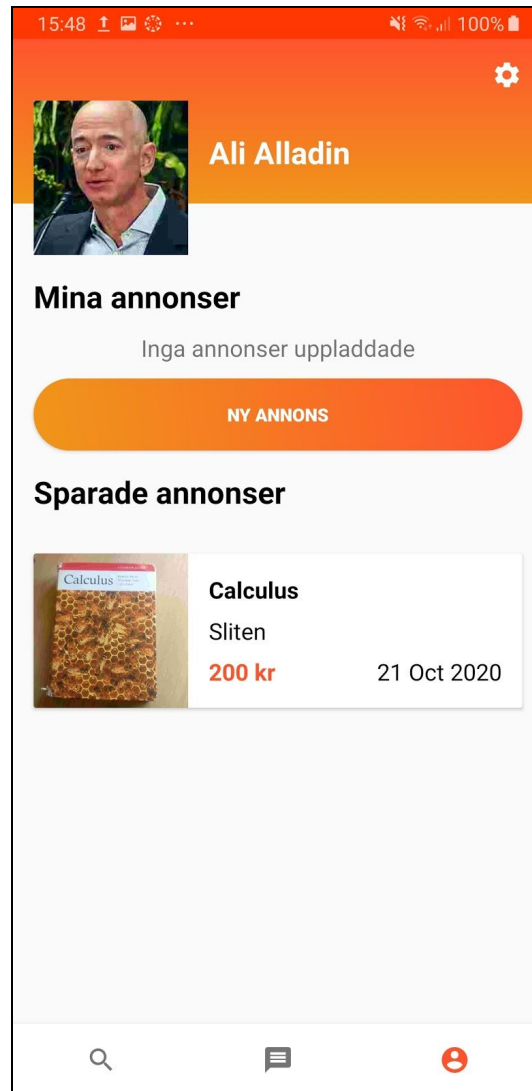 15:48
100%
Ali Alladin
Mina annonser
Inga annonser uppladdade
NY ANNONS
Sparade annonser
Calculus
Calculus
Sliten
200 kr
21 Oct 2020